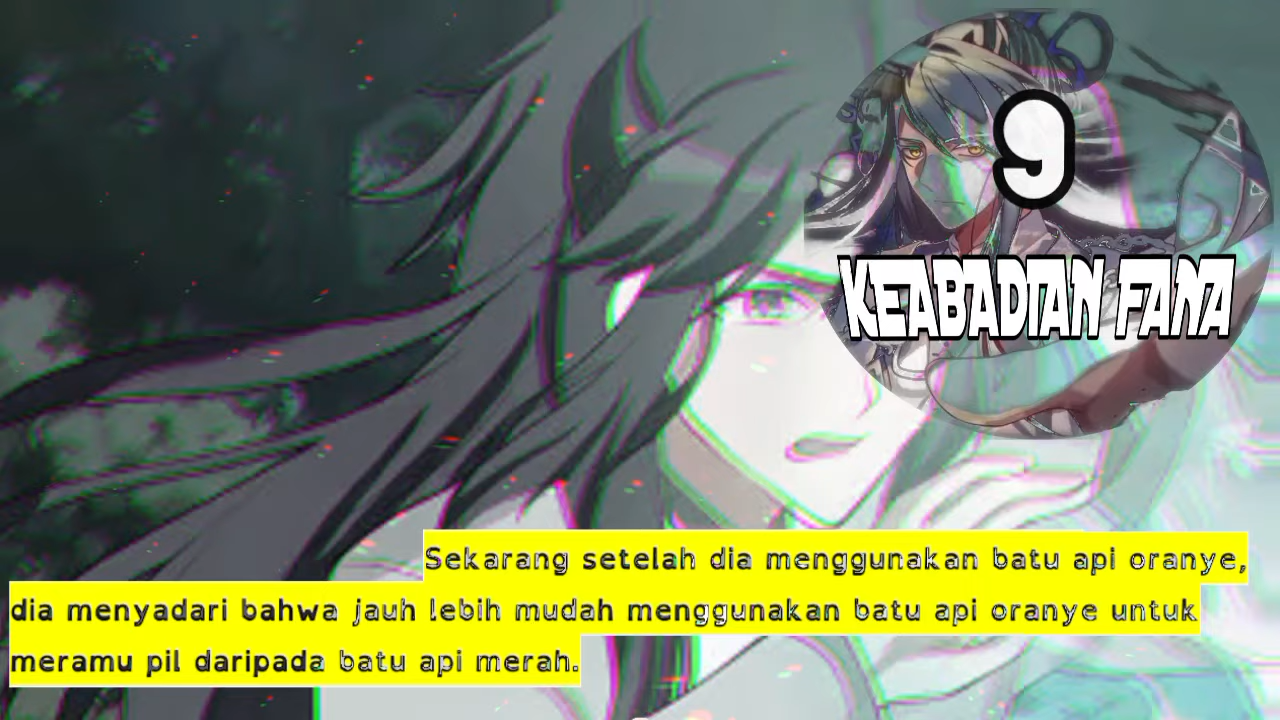 9
KEABADIAN FANA
Sekarang setelah dia menggunakan batu api oranye,
dia menyadari bahwa jauh lebih mudah menggunakan batu api oranye untuk
meramu pil daripada batu api merah.